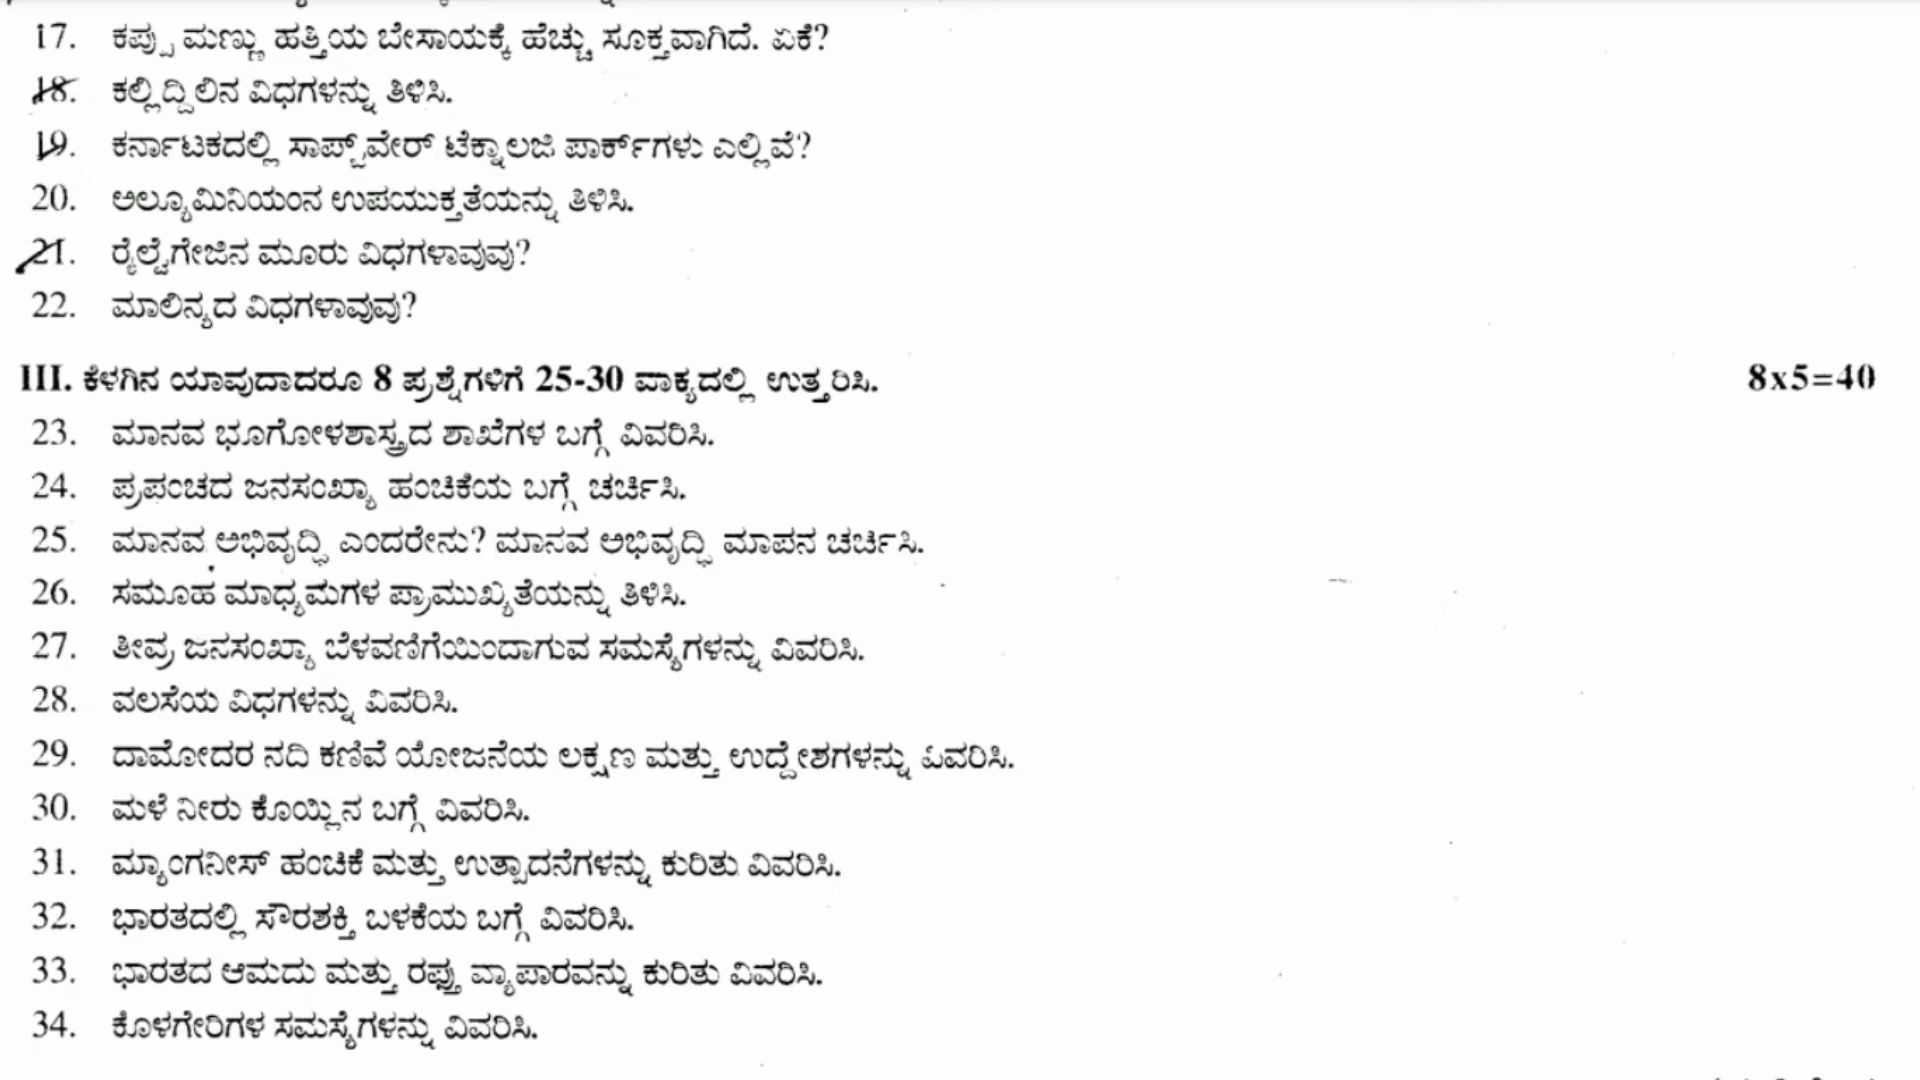 17. ಕಪ್ಪು ಮಣ್ಣು ಹತ್ತಿಯ ಬೇಸಾಯಕ್ಕೆ ಹೆಚ್ಚು ಸೂಕ್ತವಾಗಿದೆ. ಏಕೆ?
18. ಕಲ್ಲಿದ್ದಿಲಿನ ವಿಧಗಳನ್ನು ತಿಳಿಸಿ.
19. ಕರ್ನಾಟಕದಲ್ಲಿ ಸಾಪ್ಟ್‌ವೇರ್ ಟೆಕ್ನಾಲಜಿ ಪಾರ್ಕ್‌ಗಳು ಎಲ್ಲಿವೆ?
20. ಅಲ್ಯೂಮಿನಿಯಂನ ಉಪಯುಕ್ತತೆಯನ್ನು ತಿಳಿಸಿ.
21. ರೈಲ್ವೆಗೇಜಿನ ಮೂರು ವಿಧಗಳಾವುವು?
22. ಮಾಲಿನ್ಯದ ವಿಧಗಳಾವುವು?
III. ಕೆಳಗಿನ ಯಾವುದಾದರೂ 8 ಪ್ರಶ್ನೆಗಳಿಗೆ 25-30 ವಾಕ್ಯದಲ್ಲಿ ಉತ್ತರಿಸಿ. 8x5=40
23. ಮಾನವ ಭೂಗೋಳಶಾಸ್ತ್ರದ ಶಾಖೆಗಳ ಬಗ್ಗೆ ವಿವರಿಸಿ.
24. ಪ್ರಪಂಚದ ಜನಸಂಖ್ಯಾ ಹಂಚಿಕೆಯ ಬಗ್ಗೆ ಚರ್ಚಿಸಿ.
25. ಮಾನವ ಅಭಿವೃದ್ಧಿ ಎಂದರೇನು? ಮಾನವ ಅಭಿವೃದ್ಧಿ ಮಾಪನ ಚರ್ಚಿಸಿ.
26. ಸಮೂಹ ಮಾಧ್ಯಮಗಳ ಪ್ರಾಮುಖ್ಯತೆಯನ್ನು ತಿಳಿಸಿ.
27. ತೀವ್ರ ಜನಸಂಖ್ಯಾ ಬೆಳವಣಿಗೆಯಿಂದಾಗುವ ಸಮಸ್ಯೆಗಳನ್ನು ವಿವರಿಸಿ.
28. ವಲಸೆಯ ವಿಧಗಳನ್ನು ವಿವರಿಸಿ.
29. ದಾಮೋದರ ನದಿ ಕಣಿವೆ ಯೋಜನೆಯ ಲಕ್ಷಣ ಮತ್ತು ಉದ್ದೇಶಗಳನ್ನು ವಿವರಿಸಿ.
30. ಮಳೆ ನೀರು ಕೊಯ್ಲಿನ ಬಗ್ಗೆ ವಿವರಿಸಿ.
31. ಮ್ಯಾಂಗನೀಸ್ ಹಂಚಿಕೆ ಮತ್ತು ಉತ್ಪಾದನೆಗಳನ್ನು ಕುರಿತು ವಿವರಿಸಿ.
32. ಭಾರತದಲ್ಲಿ ಸೌರಶಕ್ತಿ ಬಳಕೆಯ ಬಗ್ಗೆ ವಿವರಿಸಿ.
33. ಭಾರತದ ಆಮದು ಮತ್ತು ರಫ್ತು ವ್ಯಾಪಾರವನ್ನು ಕುರಿತು ವಿವರಿಸಿ.
34. ಕೊಳಗೇರಿಗಳ ಸಮಸ್ಯೆಗಳನ್ನು ವಿವರಿಸಿ.